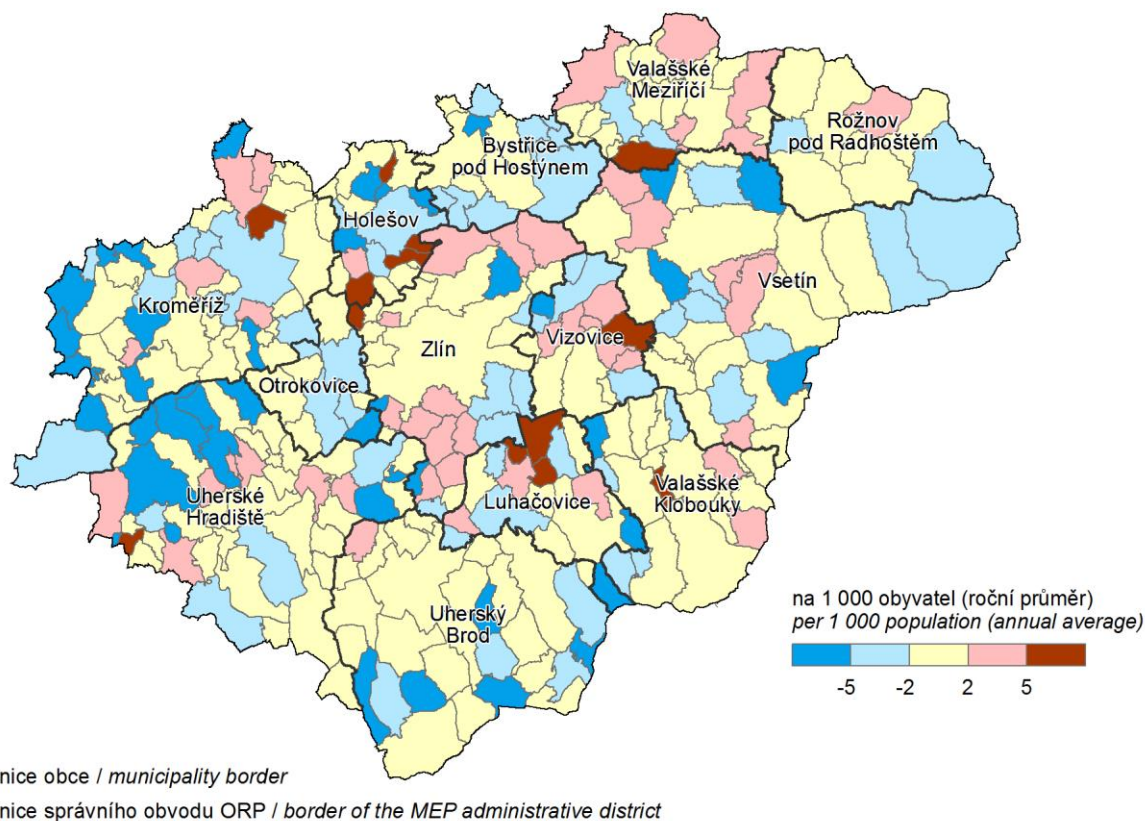 Valašské
Meziříčí
Rožnov
pod Radhoštěm
Bystřice
pod Hostýnem
Holešov
Vsetín
Kroměříž
Vizovice
Zlín
Otrokovice
Uherské
Hradiště
Luhačovice
Valašské
Klobouky
Uherský
Brod
na 1 000 obyvatel (roční průměr)
per 1 000 population (annual average)
-5 -2 2 5
nice obce / municipality border
nice správního obvodu ORP / border of the MEP administrative district